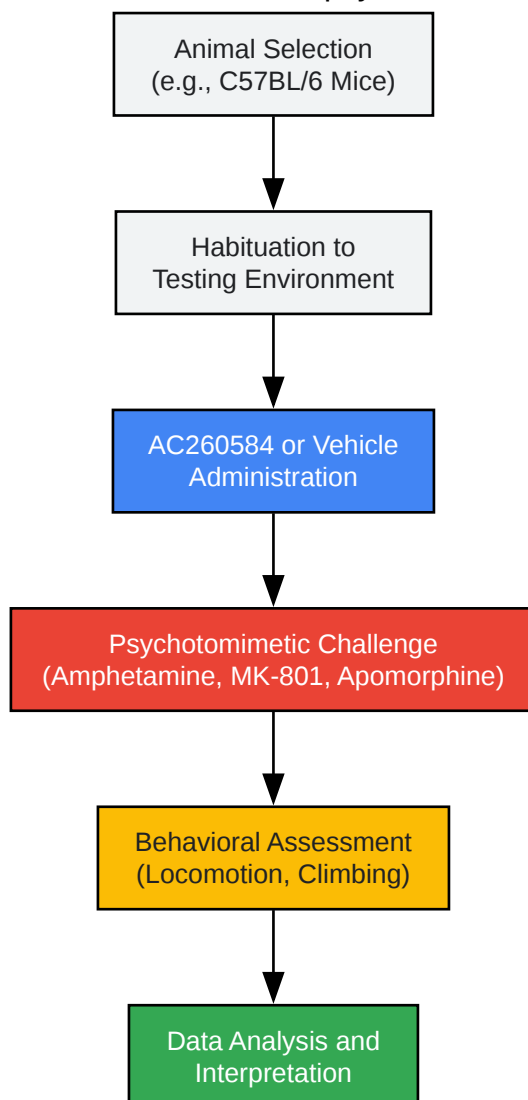 Animal Selection
(e.g., C57BL/6 Mice)
Habituation to
Testing Environment
AC260584 or Vehicle
Administration
Psychotomimetic Challenge
(Amphetamine, MK-801, Apomorphine)
Behavioral Assessment
(Locomotion, Climbing)
Data Analysis and
Interpretation